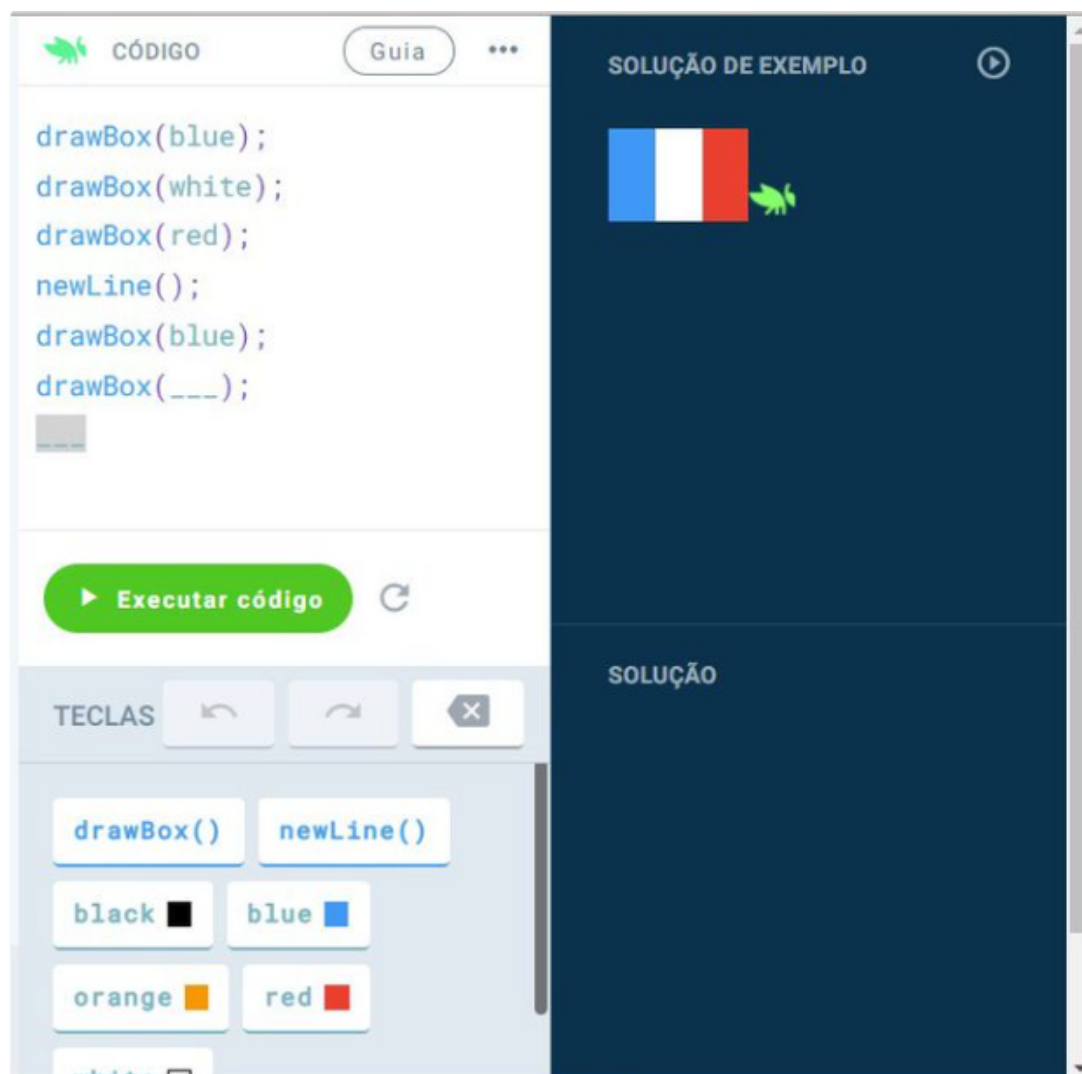 CÓDIGO
Guia
drawBox(blue);
drawBox(white);
drawBox(red);
newLine();
drawBox(blue);
drawBox(___);
___
Executar código
TECLAS
drawBox() newLine()
black blue
orange red
SOLUÇÃO DE EXEMPLO
SOLUÇÃO